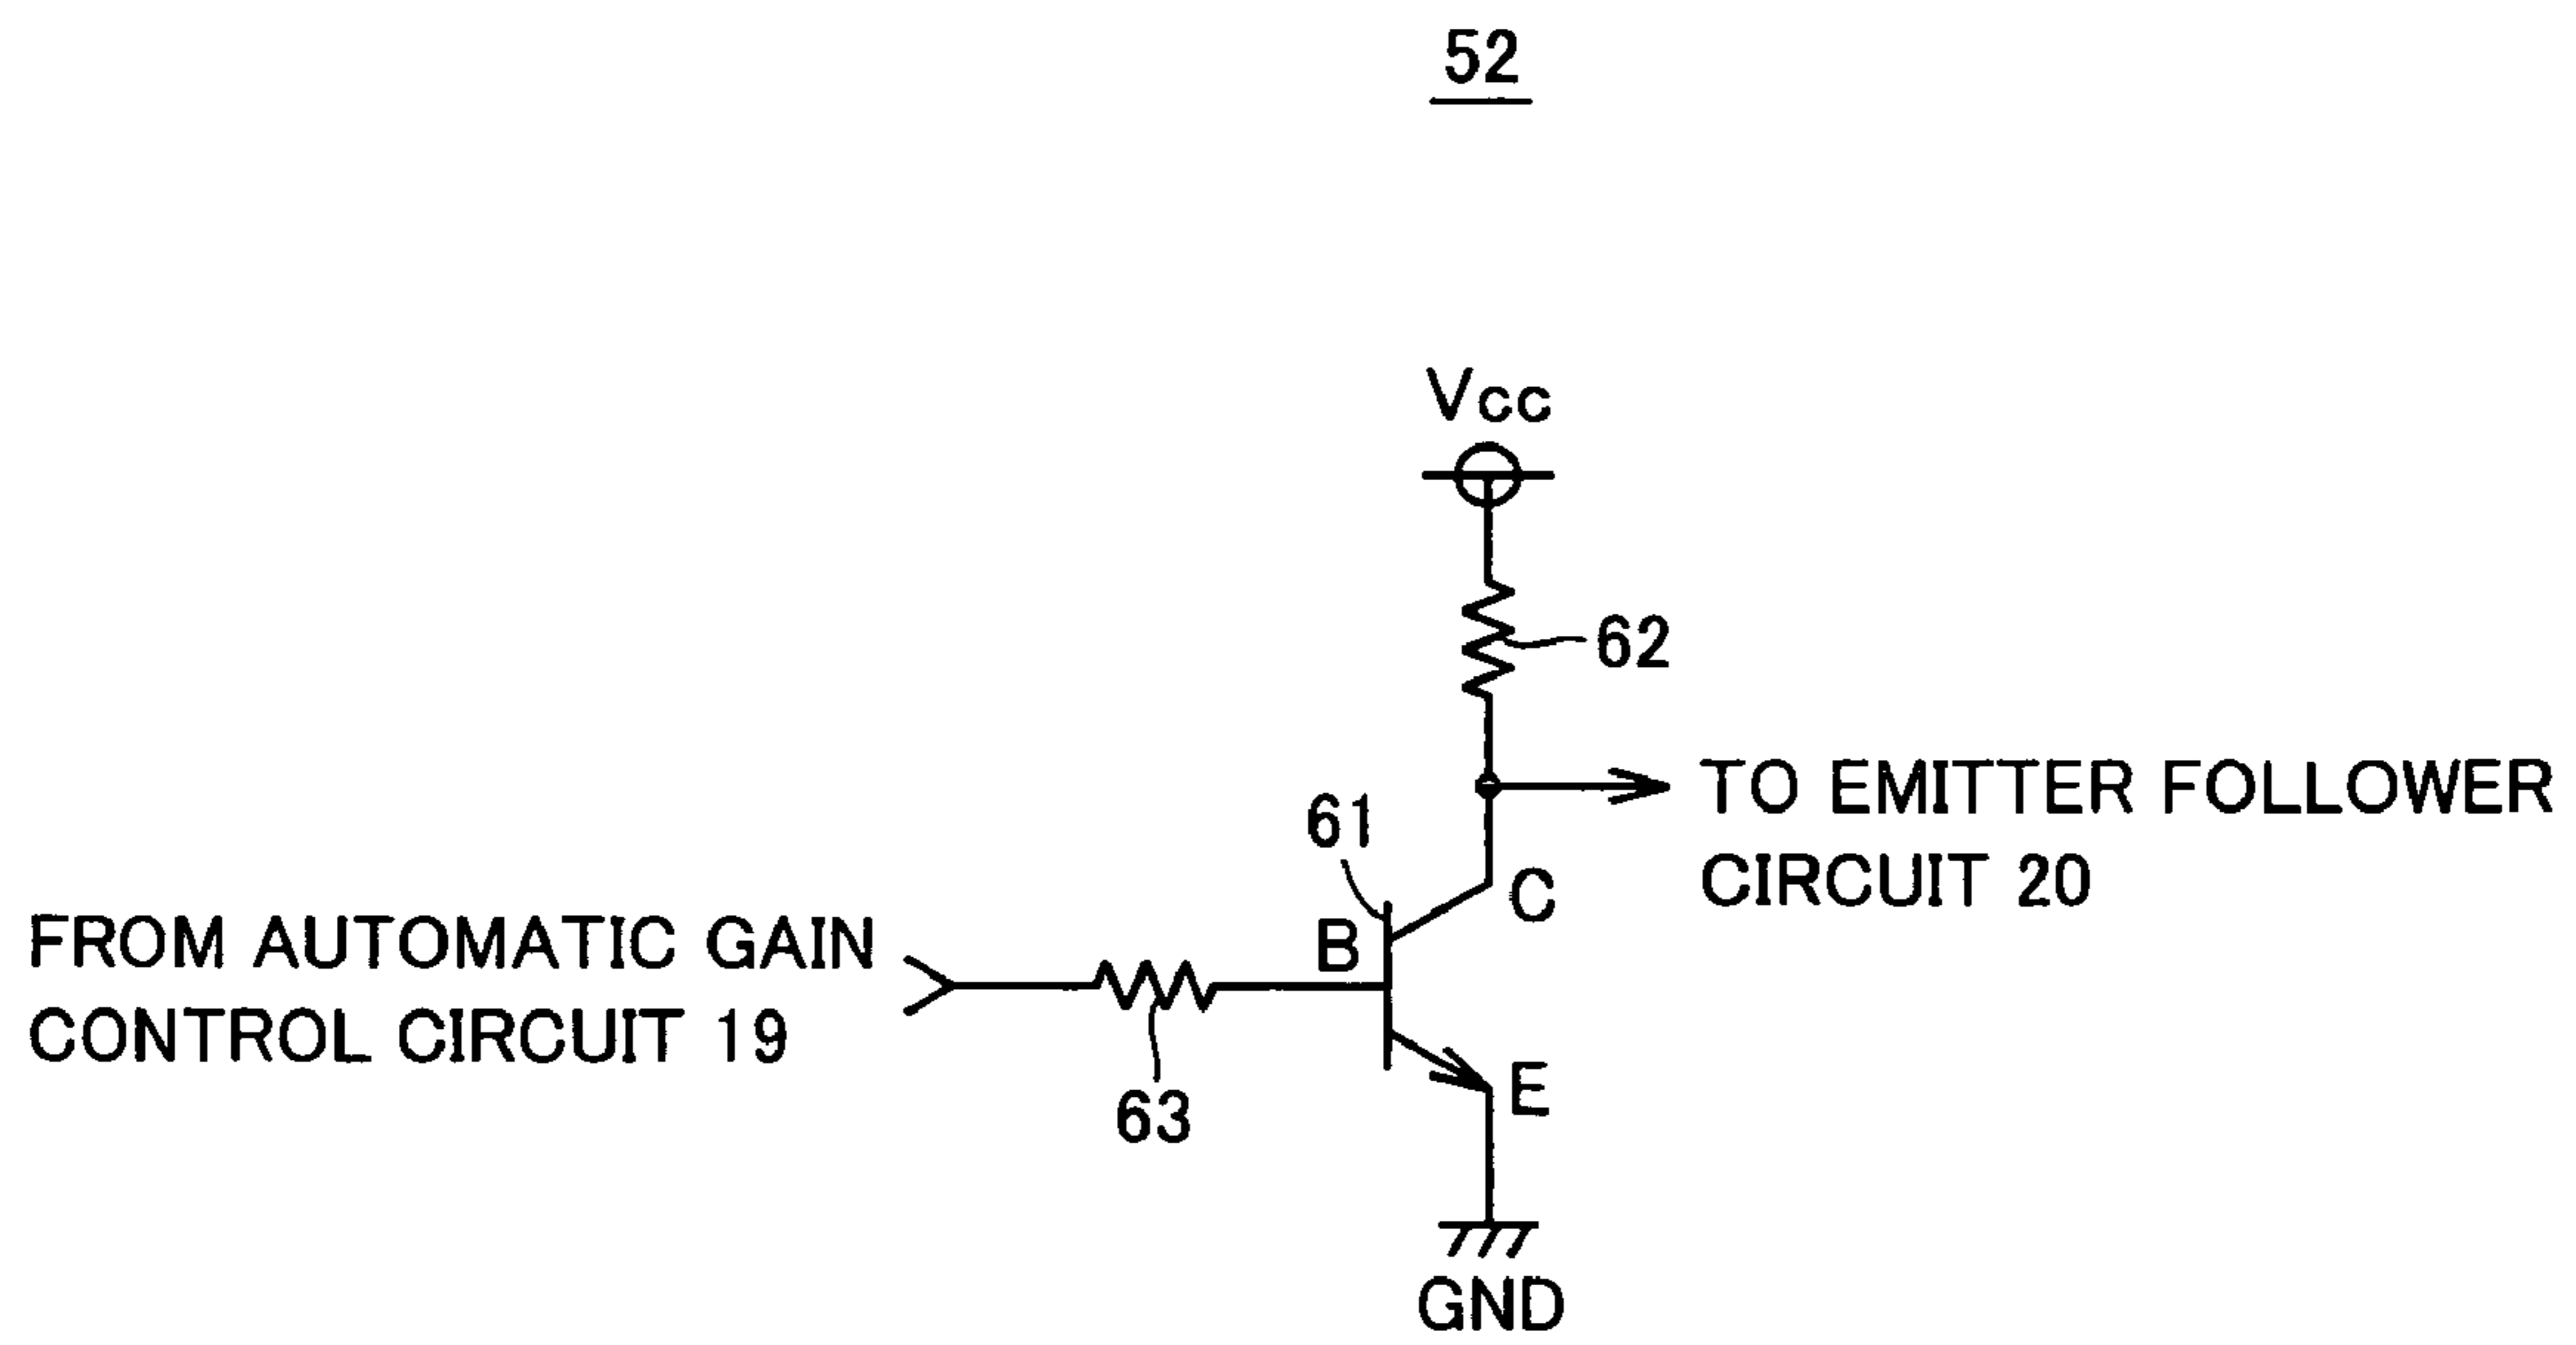 52
Vcc
62
TO EMITTER FOLLOWER
CIRCUIT 20
61
C
B
FROM AUTOMATIC GAIN
CONTROL CIRCUIT 19
E
63
GND